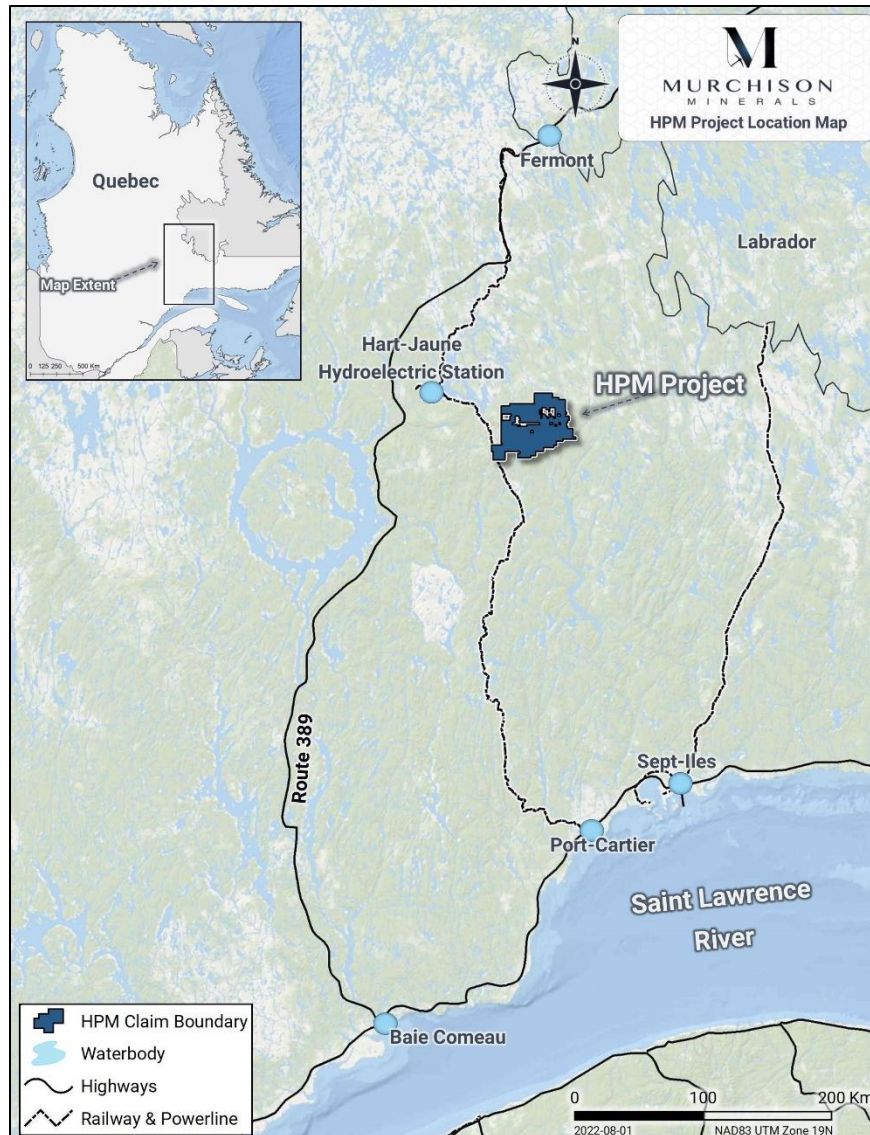 MURCHISON
MINERALS
HPM Project Location Map
N
Quebec
Map Extent
0 125 250 500 Km
Fermont
Labrador
Hart-Jaune
Hydroelectric Station
HPM Project
Route 389
Sept-Iles
Port-Cartier
Saint Lawrence
River
Baie Comeau
HPM Claim Boundary
Waterbody
Highways
Railway & Powerline
0 100 200 Km
2022-08-01 NAD83 UTM Zone 19N